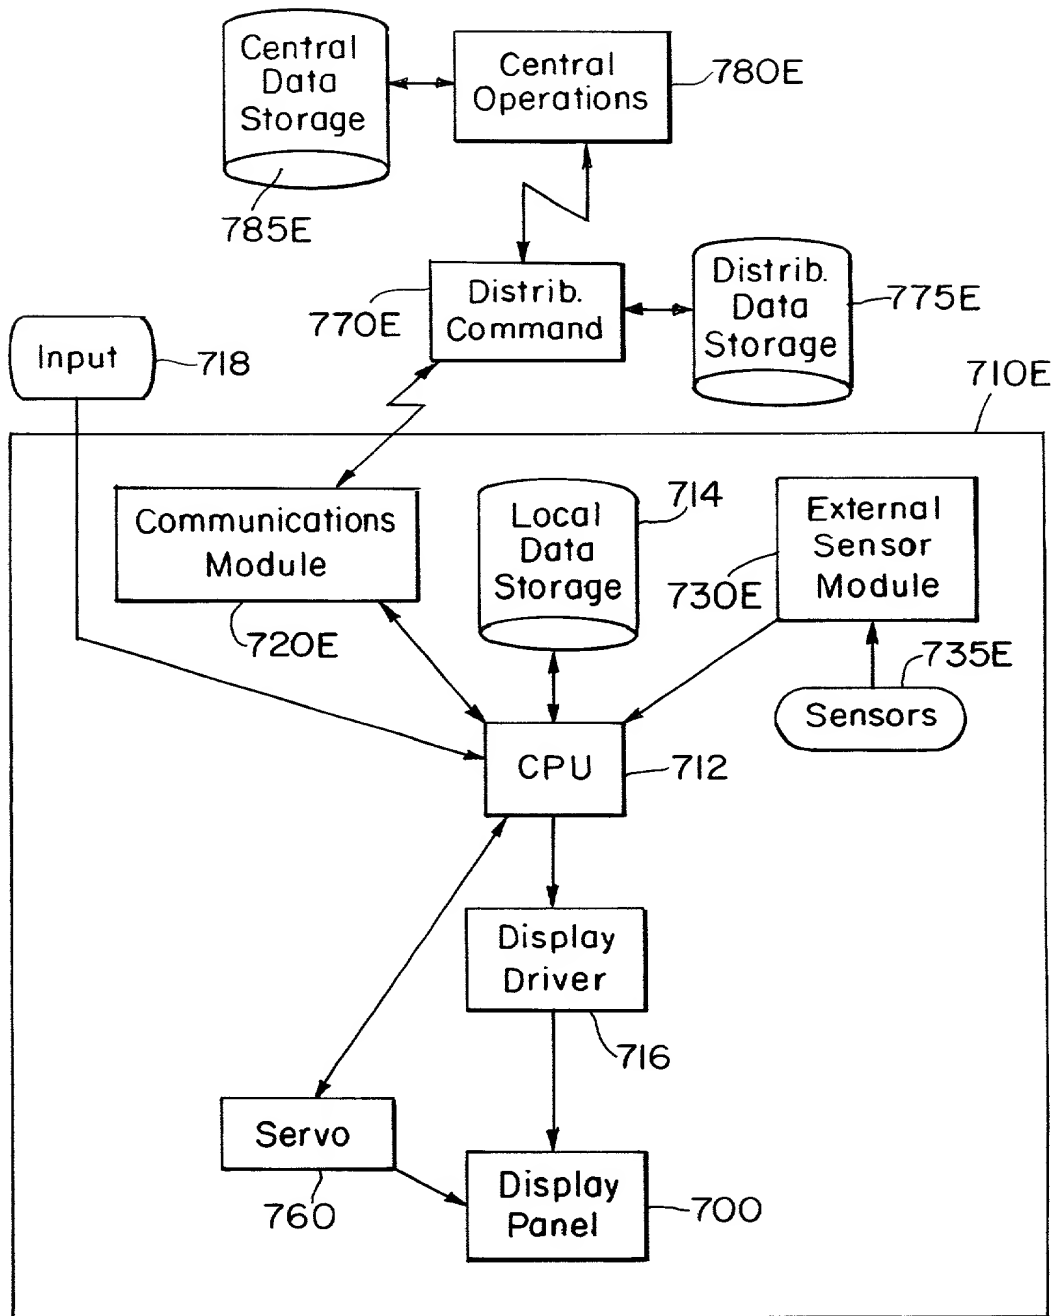 Central
Data
Storage
785E
Central
Operations
780E
Distrib.
Command
770E
Distrib.
Data
Storage
775E
Input
718
710E
Communications
Module
720E
Local
Data
Storage
714
External
Sensor
Module
730E
Sensors
735E
CPU
712
Display
Driver
716
Servo
760
Display
Panel
700